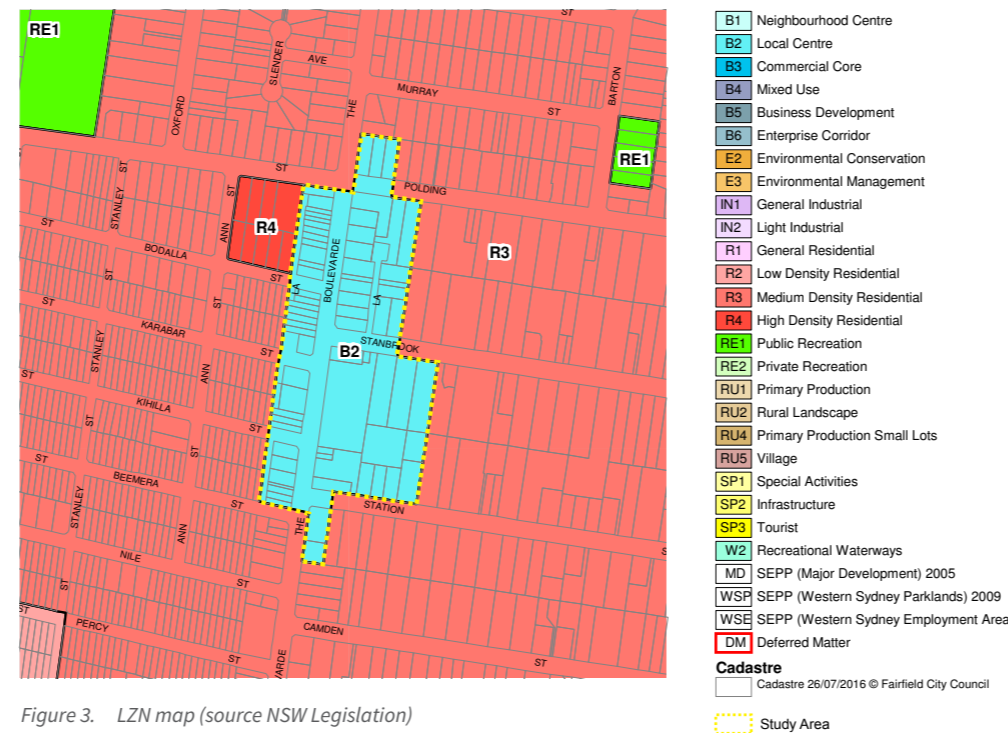 RE1
ST
SLENDER
AVE
THE
MURRAY
ST
BARTON
OXFORD
RE1
ST
ST
POLDING
STANLEY
ST
ANN
R4
R3
ST
BODALLA
BOULEVARDE
LA
LA
ST
ST
ST
KARABAR
ST
STANBROOK
B2
STANLEY
ANN
ST
KIHILLA
ST
ST
ST
ST
BEEMERA
ST
STATION
STANLEY
ANN
THE
NILE
ST
S
ST
ST
PERCY
CAMDEN
ST
ST
VARDE
B1 Neighbourhood Centre
B2 Local Centre
B3 Commercial Core
B4 Mixed Use
B5 Business Development
B6 Enterprise Corridor
E2 Environmental Conservation
E3 Environmental Management
IN1 General Industrial
IN2 Light Industrial
R1 General Residential
R2 Low Density Residential
R3 Medium Density Residential
R4 High Density Residential
RE1 Public Recreation
RE2 Private Recreation
RU1 Primary Production
RU2 Rural Landscape
RU4 Primary Production Small Lots
RU5 Village
SP1 Special Activities
SP2 Infrastructure
SP3 Tourist
W2 Recreational Waterways
MD SEPP (Major Development) 2005
WSP SEPP (Western Sydney Parklands) 2009
WSE SEPP (Western Sydney Employment Area
DM Deferred Matter
Cadastre
Cadastre 26/07/2016 © Fairfield City Council
Study Area
Figure 3. LZN map (source NSW Legislation)